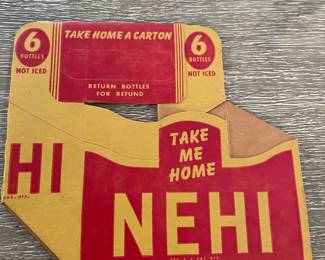 TAKE HOME A CARTON
6
BOTTLES
NOT ICED
6
BOTTLES
NOT ICED
RETURN BOTTLES
FOR REFUND
TAKE
ME
HOME
HI
NEHI